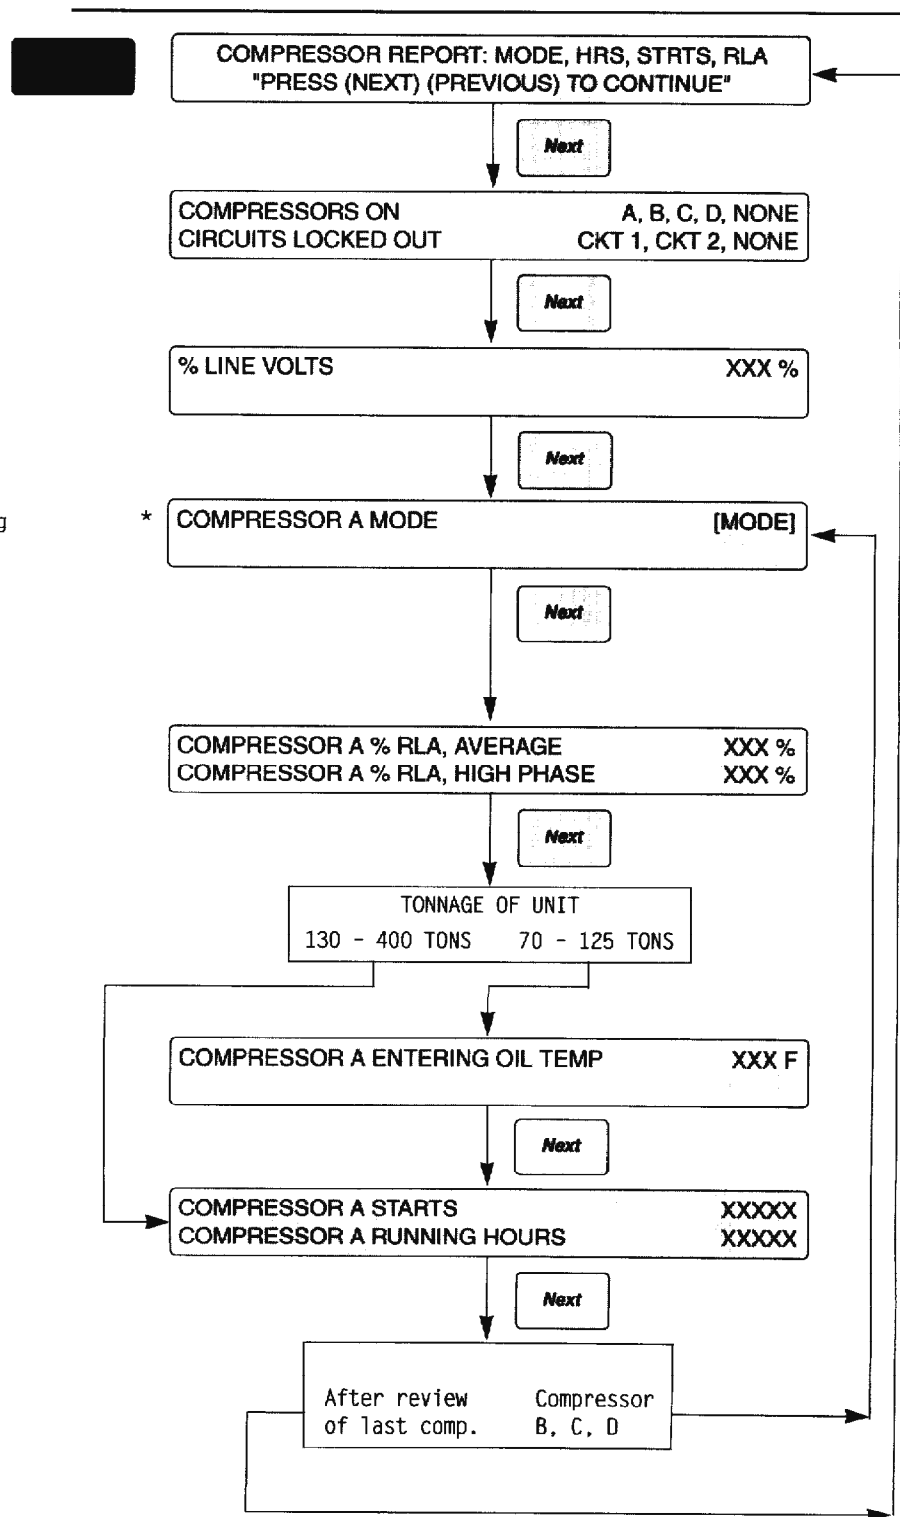 COMPRESSOR REPORT: MODE, HRS, STRTS, RLA
"PRESS (NEXT) (PREVIOUS) TO CONTINUE"
Next
COMPRESSORS ON A, B, C, D, NONE
CIRCUITS LOCKED OUT CKT 1, CKT 2, NONE
Next
% LINE VOLTS XXX %
Next
g * COMPRESSOR A MODE [MODE]
Next
COMPRESSOR A % RLA, AVERAGE XXX %
COMPRESSOR A % RLA, HIGH PHASE XXX %
Next
TONNAGE OF UNIT
130 - 400 TONS 70 - 125 TONS
COMPRESSOR A ENTERING OIL TEMP XXX F
Next
COMPRESSOR A STARTS XXXXX
COMPRESSOR A RUNNING HOURS XXXXX
Next
After review Compressor
of last comp. B, C, D